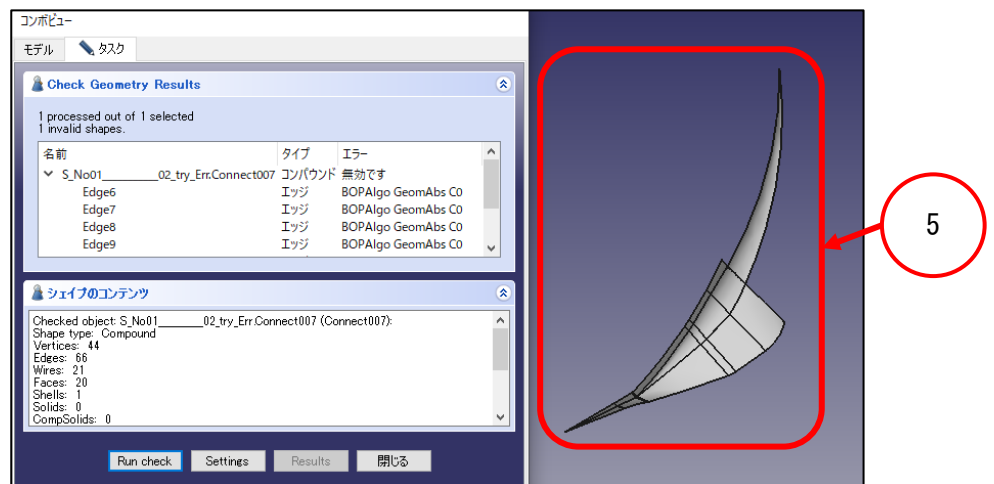 コンボビュー
モデル タスク
Check Geometry Results
1 processed out of 1 selected
1 invalid shapes.
名前 タイプ エラー
S_No01______02_try_Err.Connect007 コンパウンド 無効です
Edge6 エッジ BOPAlgo GeomAbs C0
Edge7 エッジ BOPAlgo GeomAbs C0
Edge8 エッジ BOPAlgo GeomAbs C0
Edge9 エッジ BOPAlgo GeomAbs C0
シェイプのコンテンツ
Checked object: S_No01______02_try_Err.Connect007 (Connect007):
Shape type: Compound
Vertices: 44
Edges: 66
Wires: 21
Faces: 20
Shells: 1
Solids: 0
CompSolids: 0
Run check Settings Results 閉じる
5